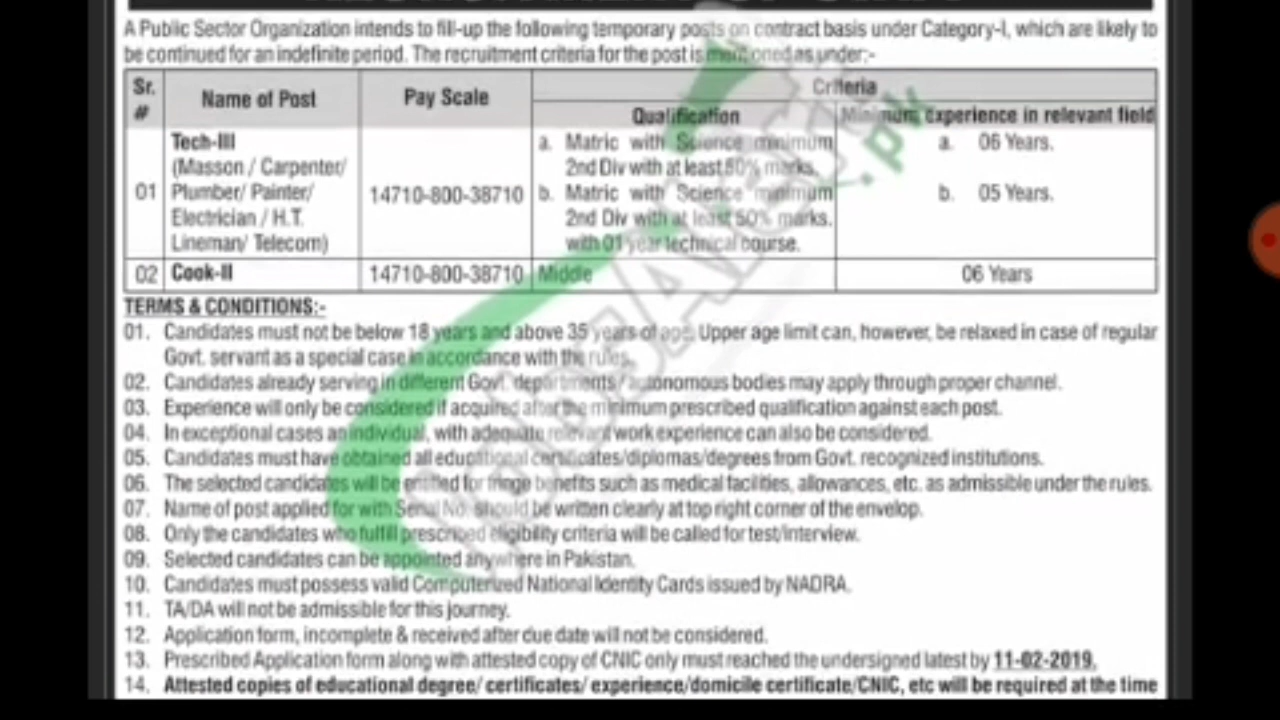 A Public Sector Organization intends to fill-up the following temporary posts on contract basis under Category-I, which are likely to
be continued for an indefinite period. The recruitment criteria for the post is mentioned as under:-
Sr.
#
Name of Post
Pay Scale
Criteria
Qualification
Minimum experience in relevant field
01
Tech-III
(Masson / Carpenter/
Plumber/ Painter/
Electrician / H.T.
Lineman/ Telecom)
14710-800-38710
a. Matric with Science minimum
2nd Div with at least 50% marks.
b. Matric with Science minimum
2nd Div with at least 50% marks.
with 01 year technical course.
a. 06 Years.
b. 05 Years.
02 Cook-II 14710-800-38710 Middle 06 Years
TERMS & CONDITIONS:-
01. Candidates must not be below 18 years and above 35 years of age. Upper age limit can, however, be relaxed in case of regular
Govt. servant as a special case in accordance with the rules.
02. Candidates already serving in different Govt. departments / autonomous bodies may apply through proper channel.
03. Experience will only be considered if acquired after the minimum prescribed qualification against each post.
04. In exceptional cases an individual, with adequate relevant work experience can also be considered.
05. Candidates must have obtained all educational certificates/diplomas/degrees from Govt. recognized institutions.
06. The selected candidates will be entitled for fringe benefits such as medical facilities, allowances, etc. as admissible under the rules.
07. Name of post applied for with Serial No. should be written clearly at top right corner of the envelop.
08. Only the candidates who fulfill prescribed eligibility criteria will be called for test/interview.
09. Selected candidates can be appointed anywhere in Pakistan.
10. Candidates must possess valid Computerized National Identity Cards issued by NADRA.
11. TA/DA will not be admissible for this journey.
12. Application form, incomplete & received after due date will not be considered.
13. Prescribed Application form along with attested copy of CNIC only must reached the undersigned latest by 11-02-2019.
14. Attested copies of educational degree/ certificates/ experience/domicile certificate/CNIC, etc will be required at the time
JobsAlert.pk